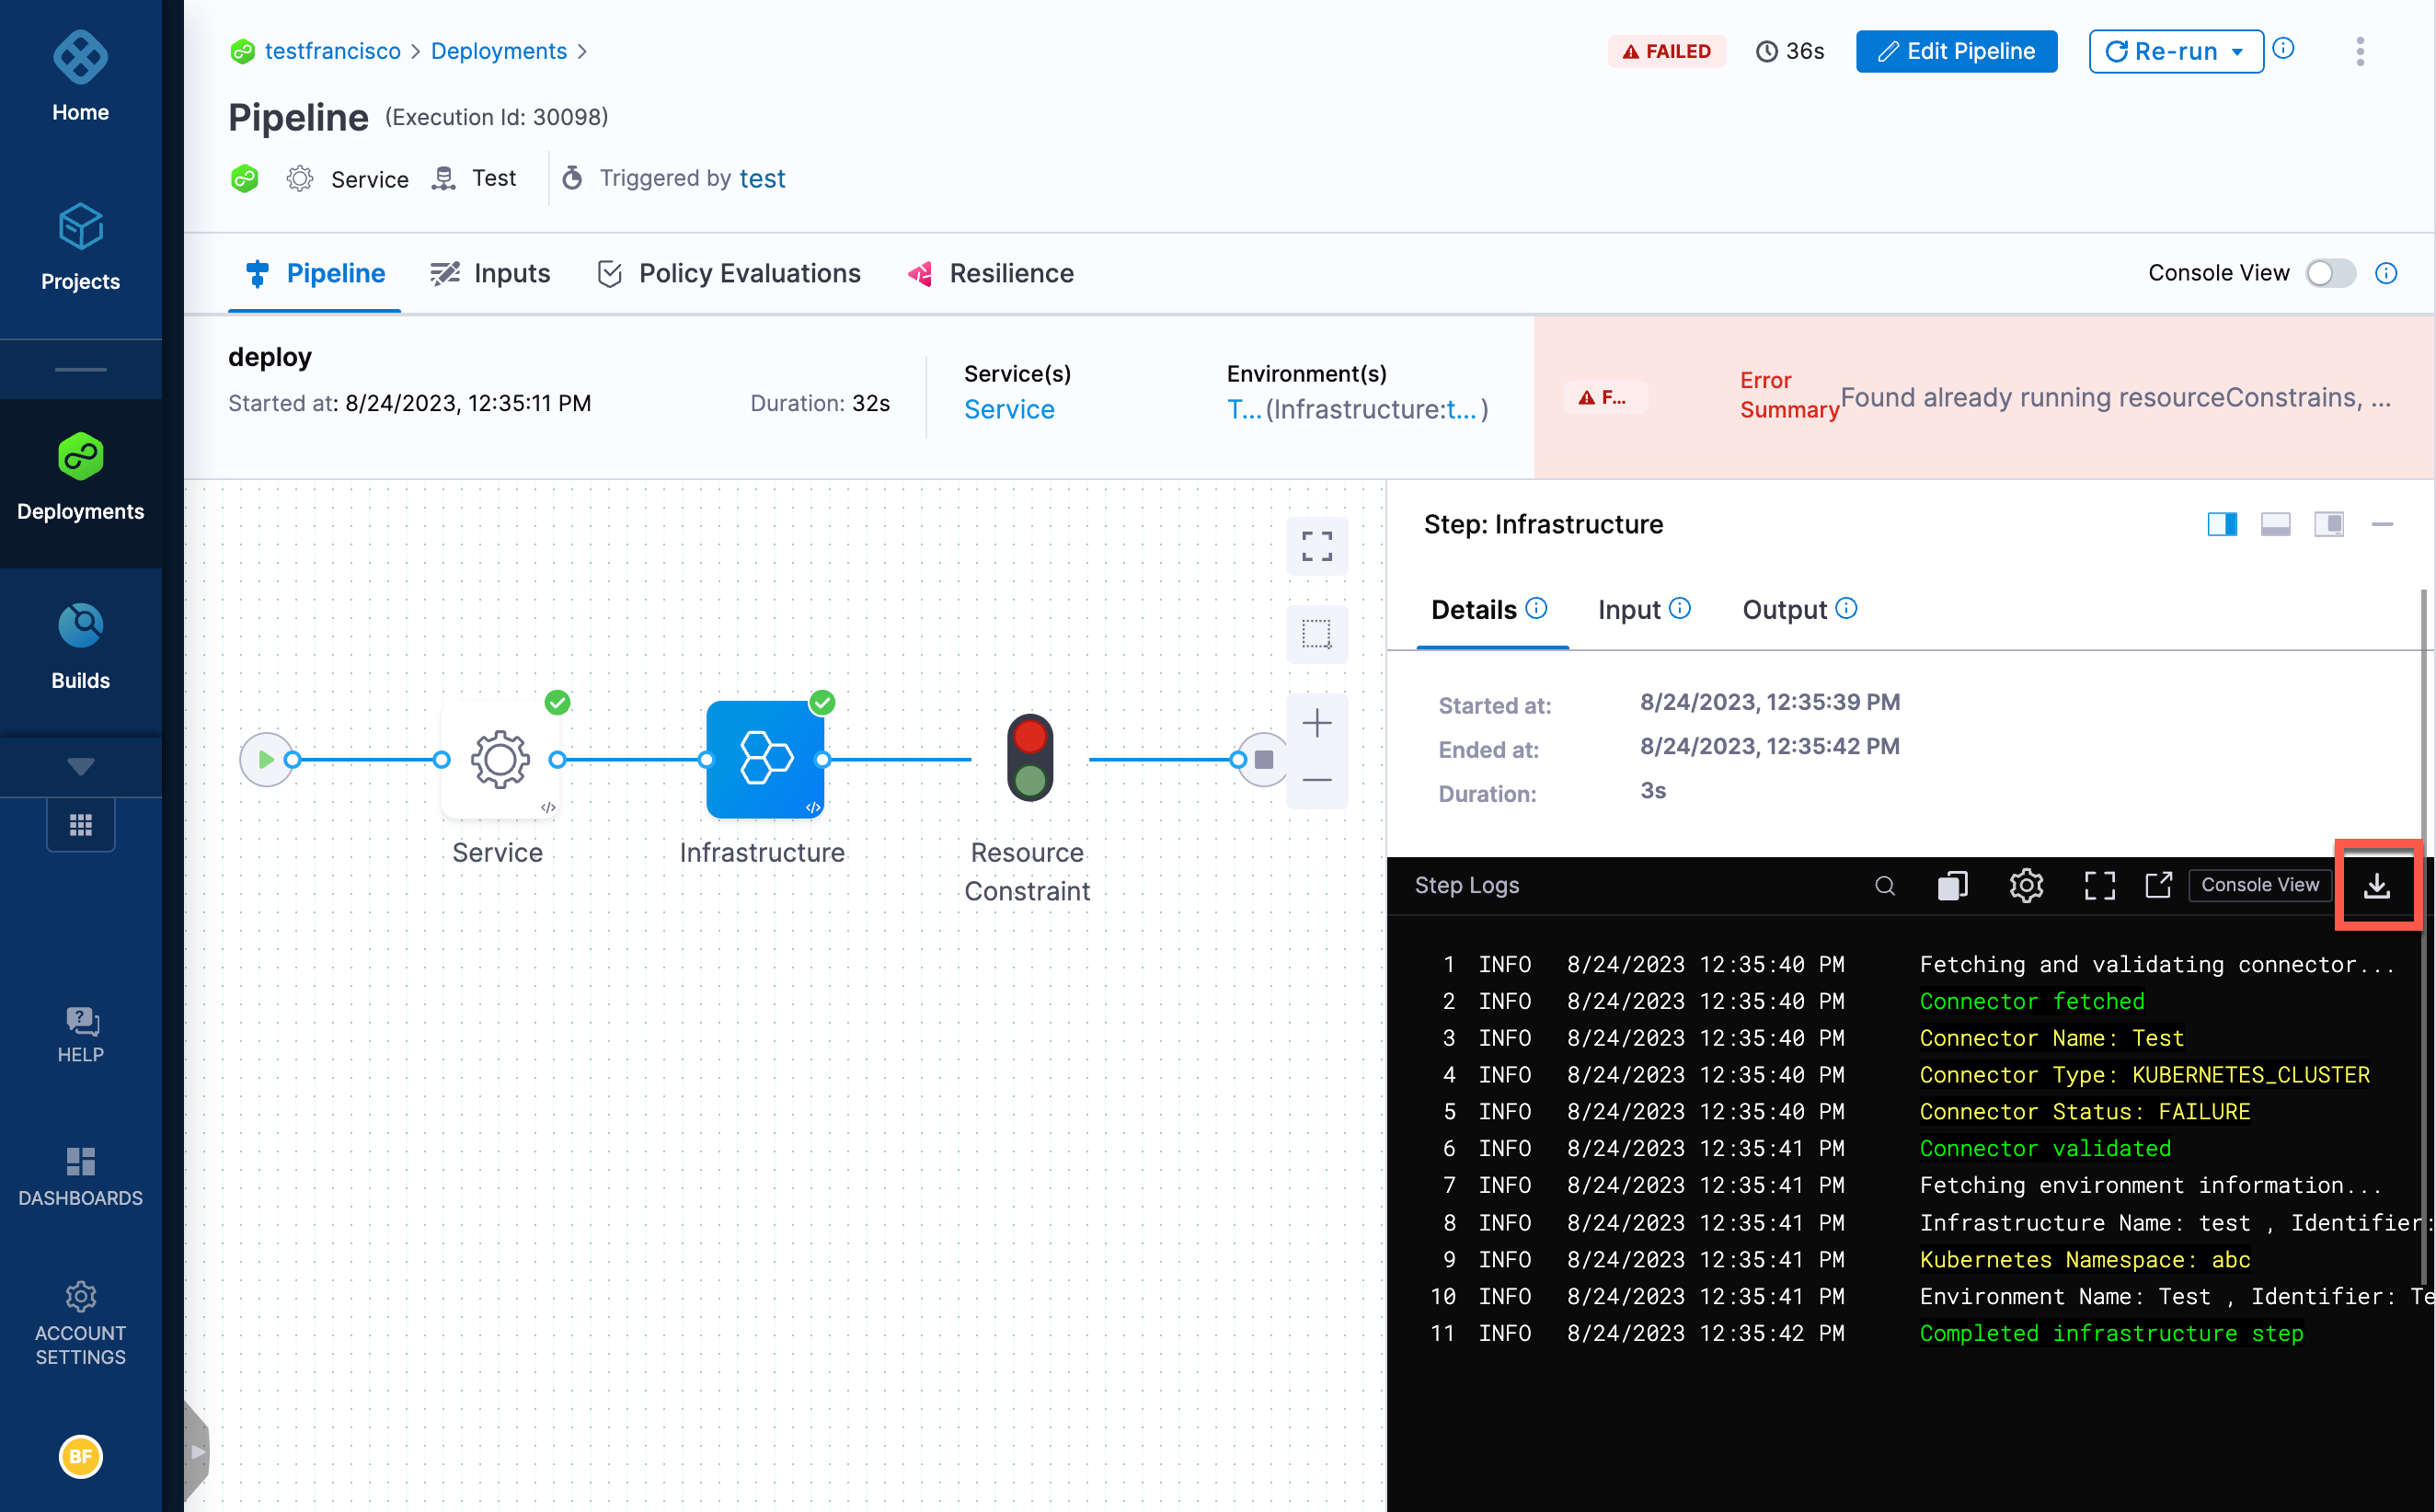 Home
Projects
Deployments
Builds
HELP
DASHBOARDS
ACCOUNT
SETTINGS
BF
testfrancisco > Deployments >
FAILED
36s
Edit Pipeline
Re-run
Pipeline (Execution Id: 30098)
Service
Test
Triggered by test
Pipeline
Inputs
Policy Evaluations
Resilience
Console View
deploy
Started at: 8/24/2023, 12:35:11 PM
Duration: 32s
Service(s)
Service
Environment(s)
T... (Infrastructure:t... )
F...
Error
Summary
Found already running resourceConstrains, ...
Service
Infrastructure
Resource
Constraint
Step: Infrastructure
Details
Input
Output
Started at: 8/24/2023, 12:35:39 PM
Ended at: 8/24/2023, 12:35:42 PM
Duration: 3s
Step Logs
Console View
1 INFO 8/24/2023 12:35:40 PM Fetching and validating connector...
2 INFO 8/24/2023 12:35:40 PM Connector fetched
3 INFO 8/24/2023 12:35:40 PM Connector Name: Test
4 INFO 8/24/2023 12:35:40 PM Connector Type: KUBERNETES_CLUSTER
5 INFO 8/24/2023 12:35:40 PM Connector Status: FAILURE
6 INFO 8/24/2023 12:35:41 PM Connector validated
7 INFO 8/24/2023 12:35:41 PM Fetching environment information...
8 INFO 8/24/2023 12:35:41 PM Infrastructure Name: test , Identifier:
9 INFO 8/24/2023 12:35:41 PM Kubernetes Namespace: abc
10 INFO 8/24/2023 12:35:41 PM Environment Name: Test , Identifier: Te
11 INFO 8/24/2023 12:35:42 PM Completed infrastructure step